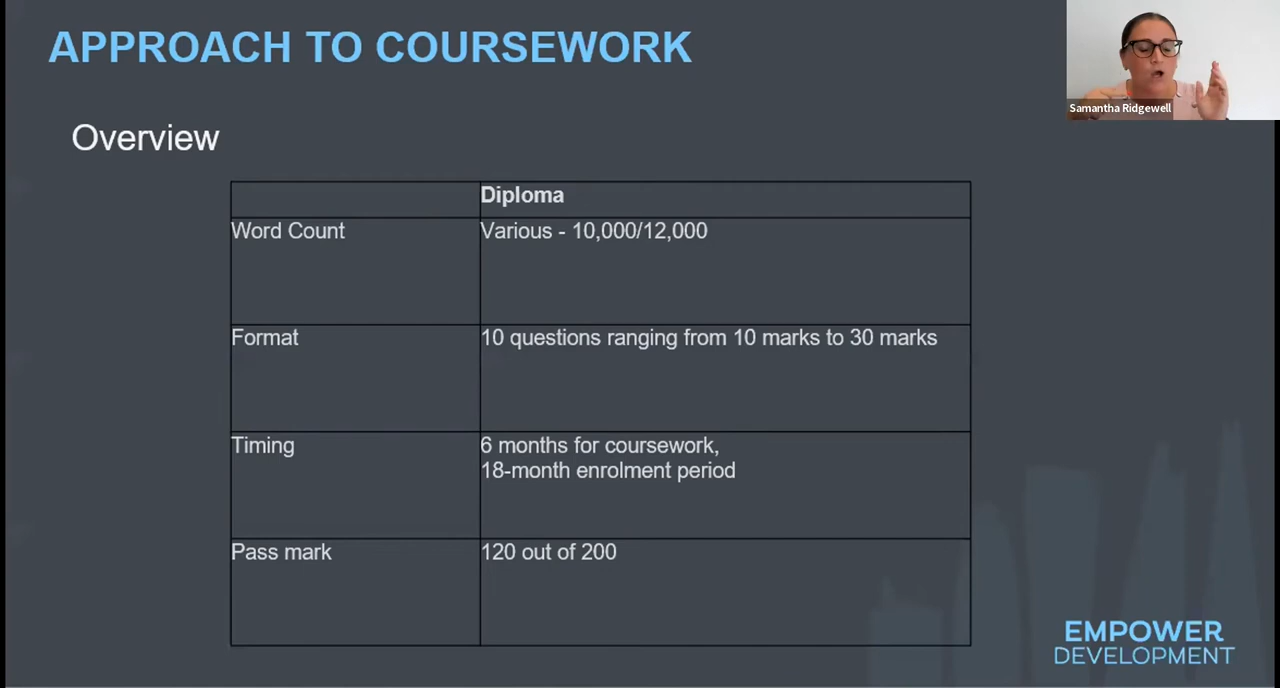 APPROACH TO COURSEWORK
Samantha Ridgewell
Overview
Diploma
Word Count
Various - 10,000/12,000
Format
10 questions ranging from 10 marks to 30 marks
Timing
6 months for coursework,
18-month enrolment period
Pass mark
120 out of 200
EMPOWER
DEVELOPMENT